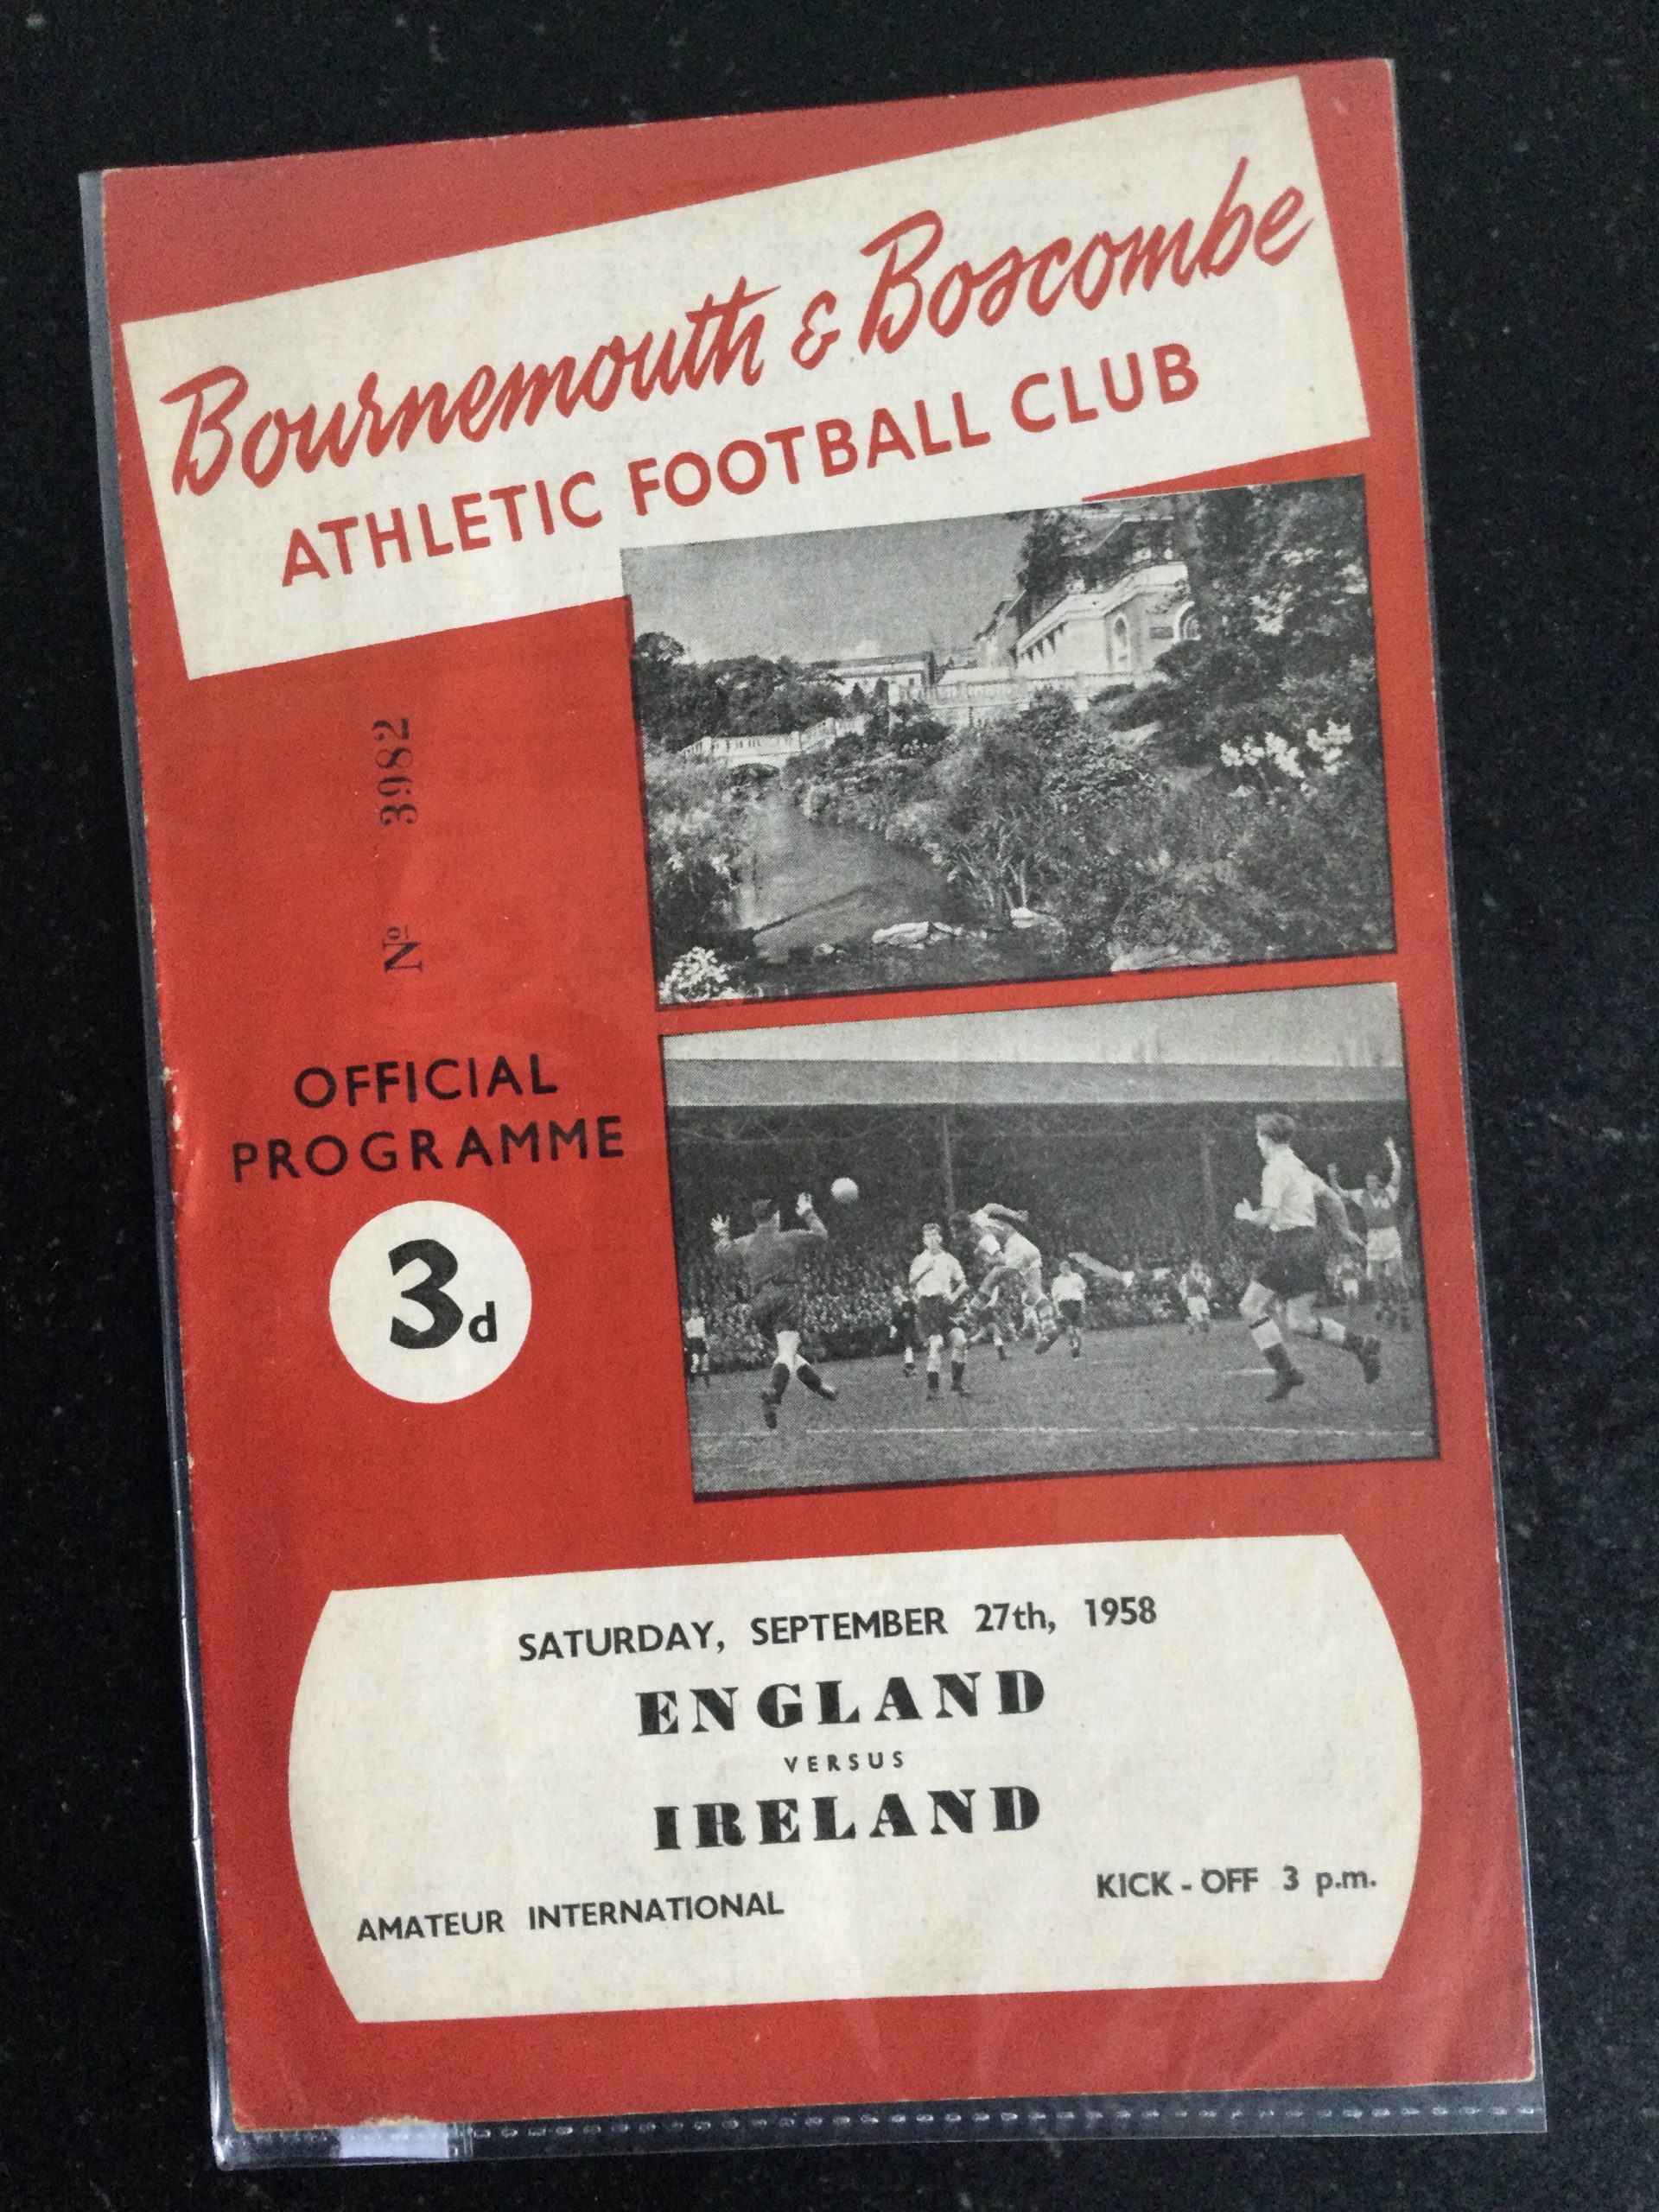 Bournemouth & Boscombe
ATHLETIC FOOTBALL CLUB
Nº 3982
OFFICIAL
PROGRAMME
3d
SATURDAY, SEPTEMBER 27th, 1958
ENGLAND
VERSUS
IRELAND
KICK - OFF 3 p.m.
AMATEUR INTERNATIONAL